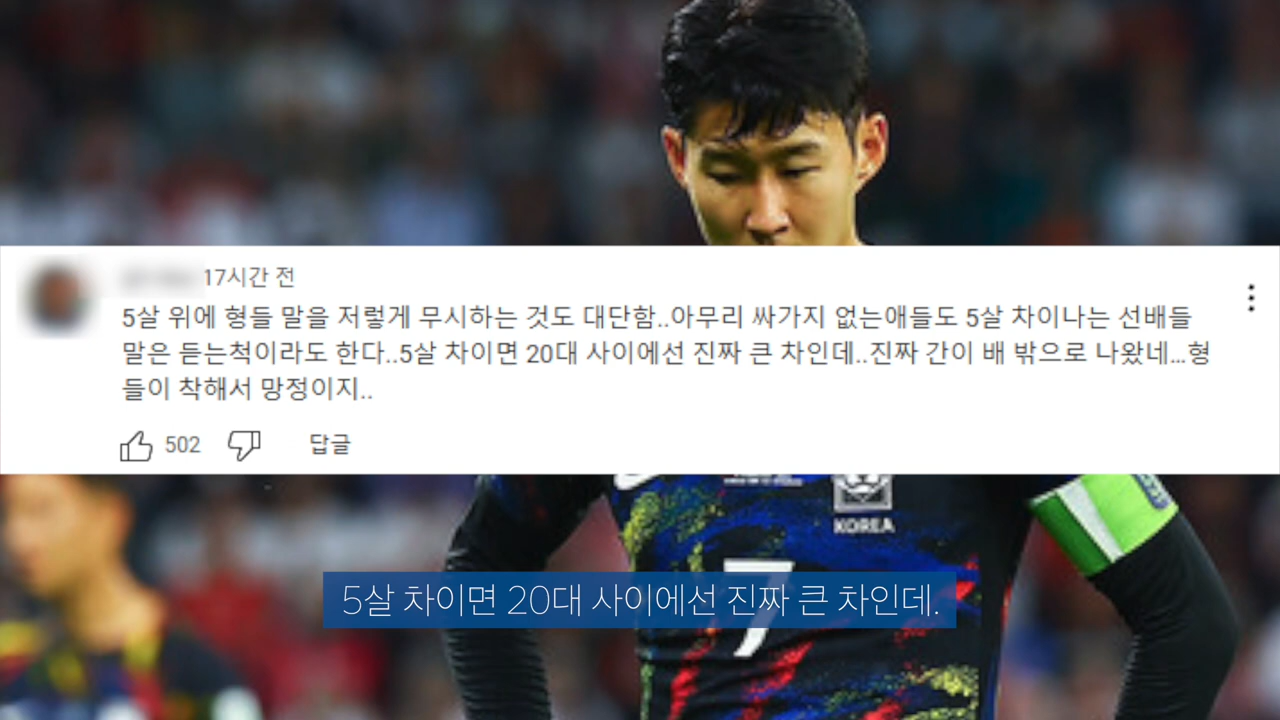 17시간 전
5살 위에 형들 말을 저렇게 무시하는 것도 대단함..아무리 싸가지 없는애들도 5살 차이나는 선배들
말은 듣는척이라도 한다..5살 차이면 20대 사이에선 진짜 큰 차인데..진짜 간이 배 밖으로 나왔네...형
들이 착해서 망정이지..
502 답글
KOREA
5살 차이면 20대 사이에선 진짜 큰 차인데.
7